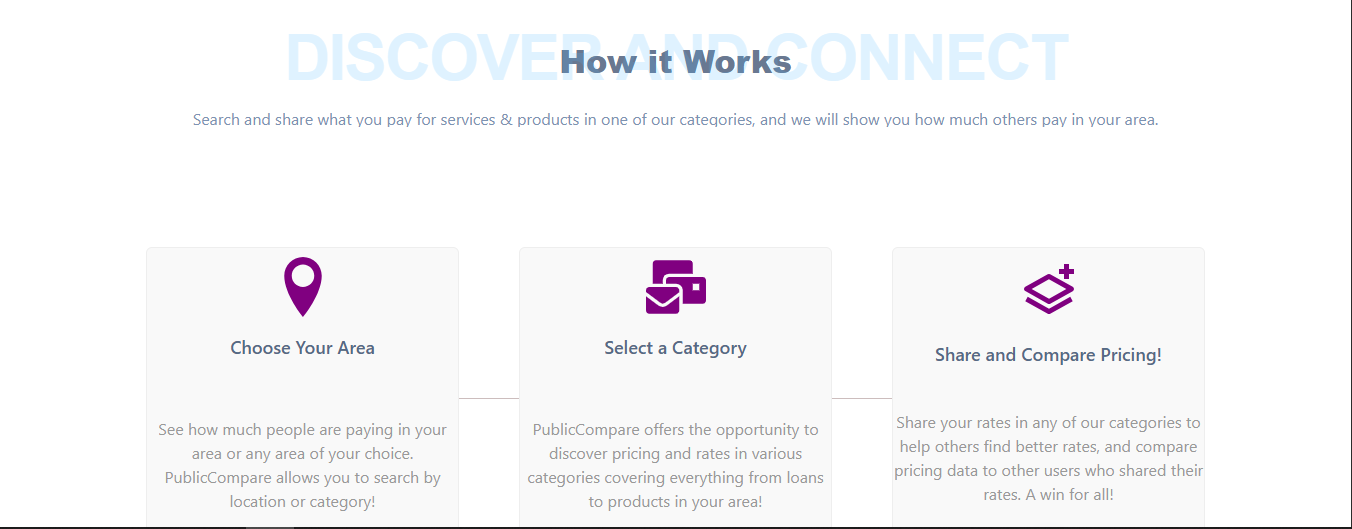 DISCOVER AND CONNECT
How it Works
Search and share what you pay for services & products in one of our categories, and we will show you how much others pay in your area.
Choose Your Area
See how much people are paying in your
area or any area of your choice.
PublicCompare allows you to search by
location or category!
Select a Category
PublicCompare offers the opportunity to
discover pricing and rates in various
categories covering everything from loans
to products in your area!
Share and Compare Pricing!
Share your rates in any of our categories to
help others find better rates, and compare
pricing data to other users who shared their
rates. A win for all!